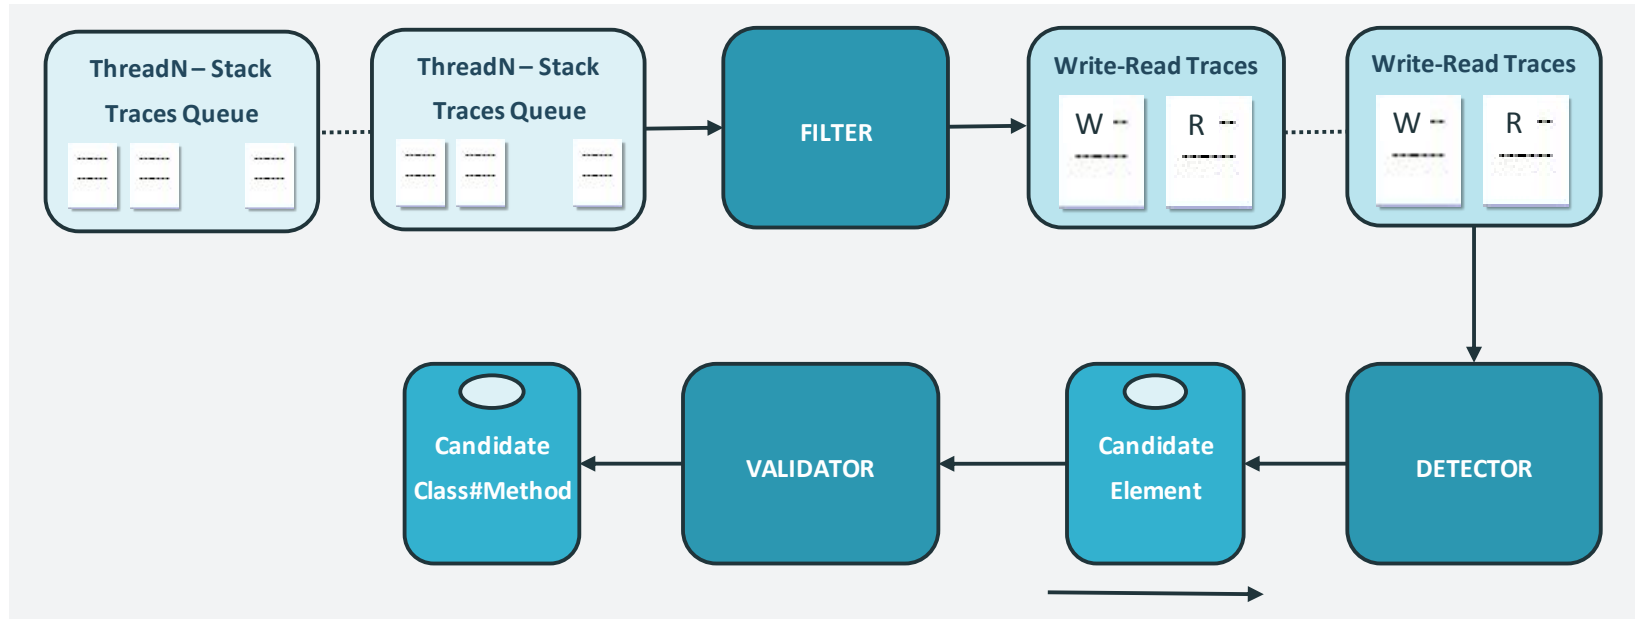 ThreadN – Stack
Traces Queue
ThreadN – Stack
Traces Queue
FILTER
Write-Read Traces
W
R
Write-Read Traces
W
R
Candidate
Class#Method
VALIDATOR
Candidate
Element
DETECTOR